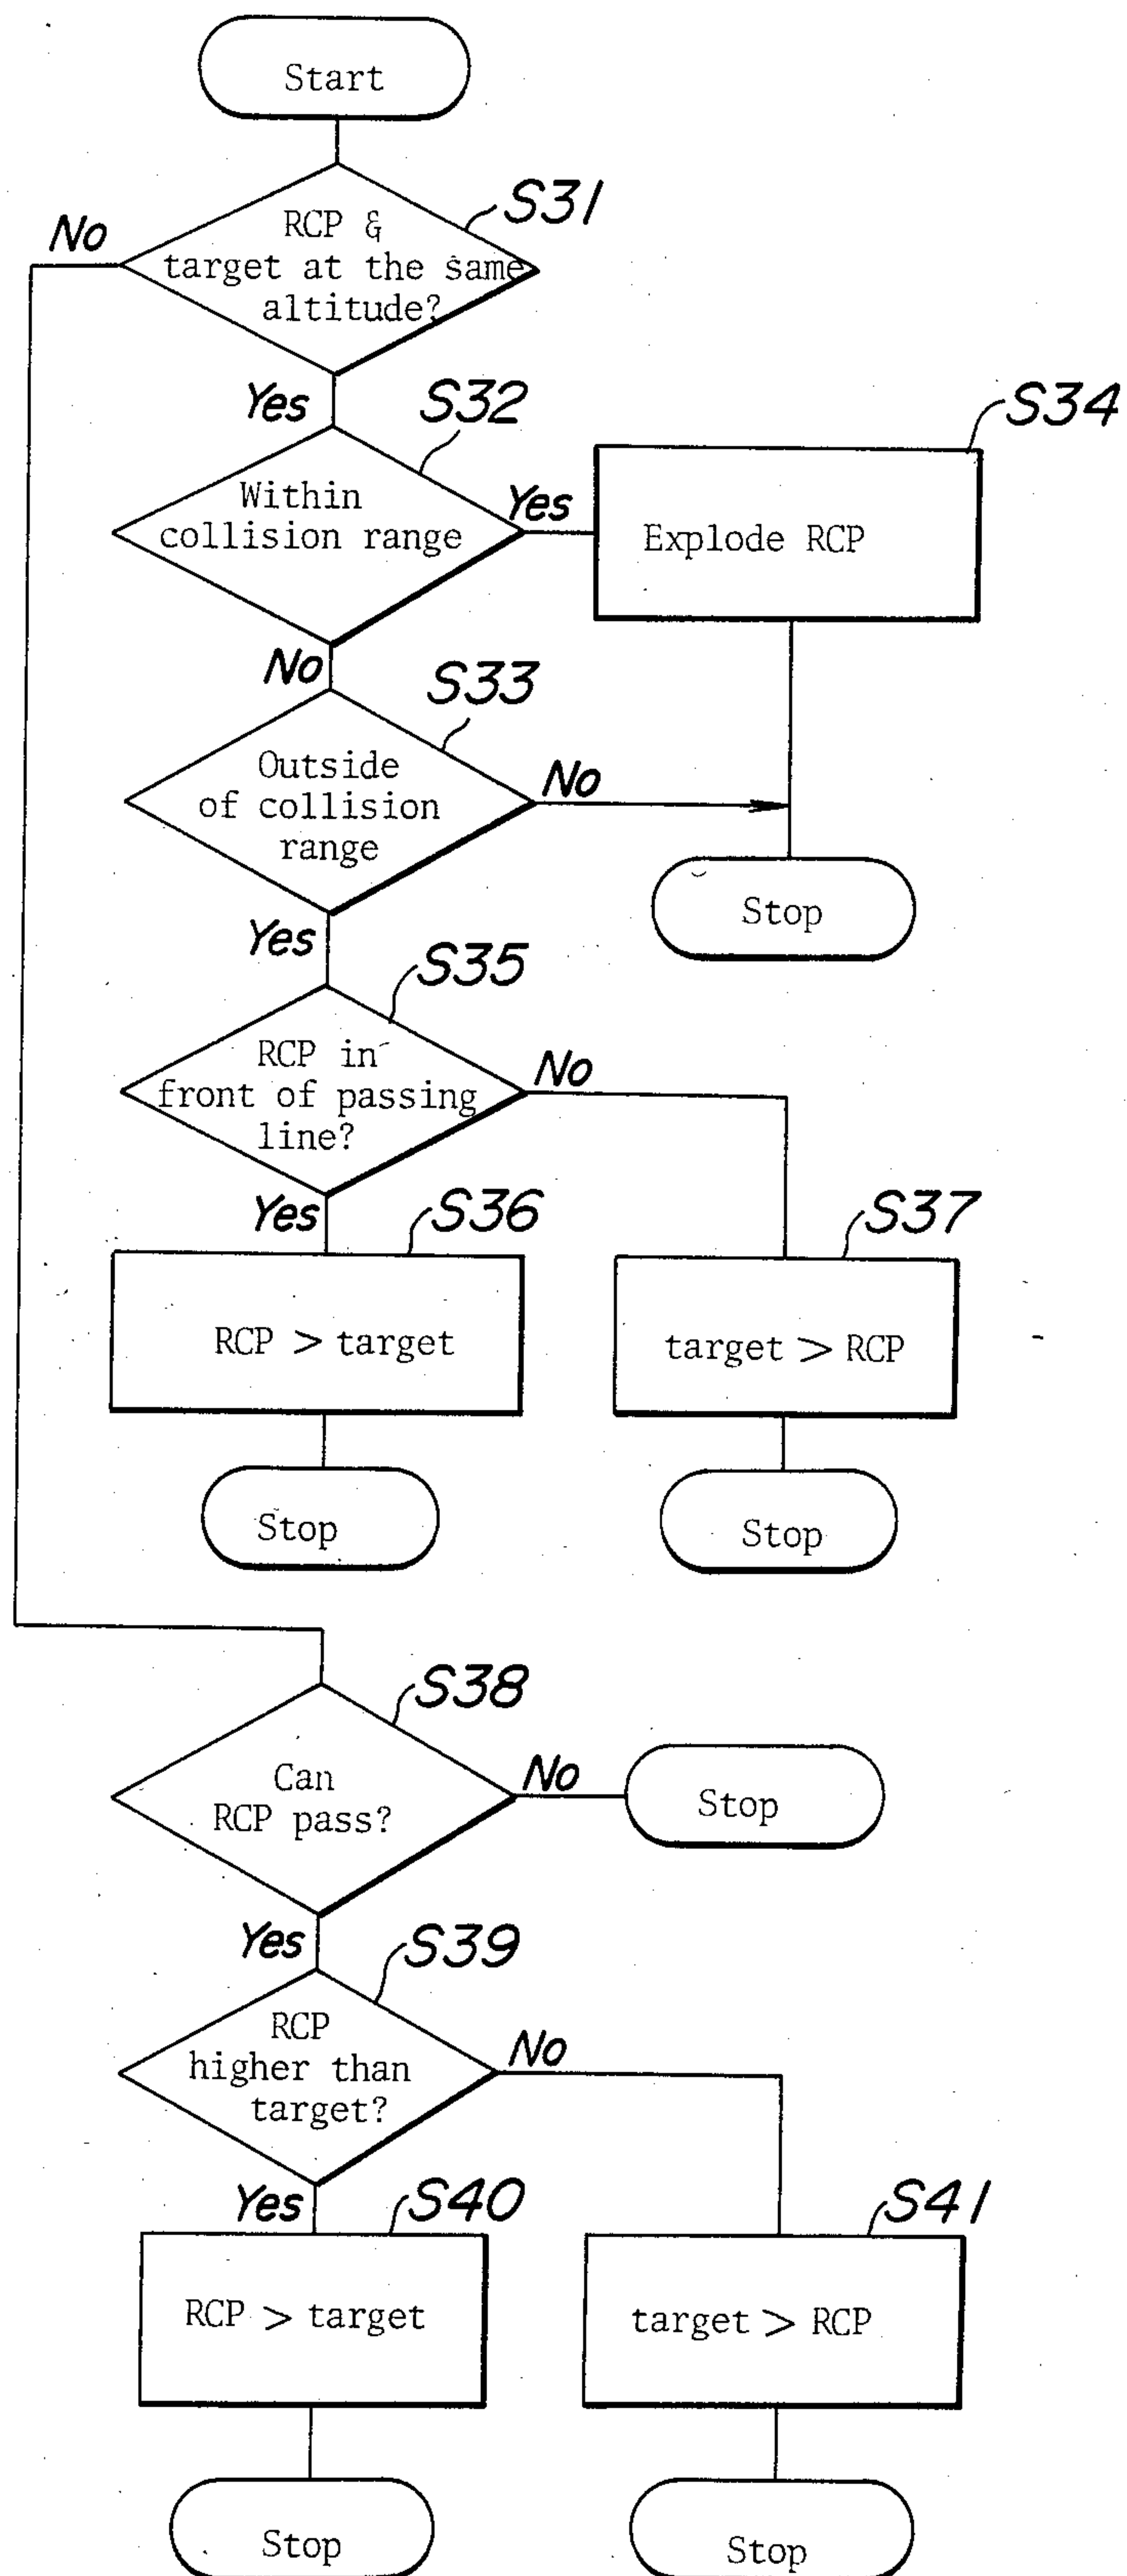 Start
S31
No
RCP &
target at the same
altitude?
Yes
S32
S34
Within
collision range
Yes
Explode RCP
No
S33
Outside
of collision
range
No
Stop
Yes
S35
RCP in
front of passing
line?
No
Yes
S36
S37
RCP > target
target > RCP
Stop
Stop
S38
Can
RCP pass?
No
Stop
Yes
S39
RCP
higher than
target?
No
Yes
S40
S41
RCP > target
target > RCP
Stop
Stop